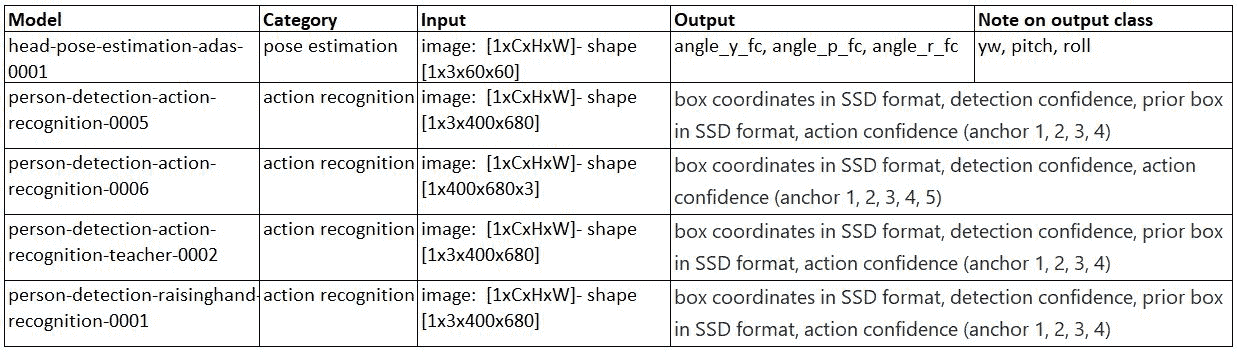 Model Category Input Output Note on output class
head-pose-estimation-adas- pose estimation image: [1xCxHxW]- shape angle_y_fc, angle_p_fc, angle_r_fc yw, pitch, roll
0001 [1x3x60x60]
person-detection-action- action recognition image: [1xCxHxW]- shape box coordinates in SSD format, detection confidence, prior box
recognition-0005 [1x3x400x680] in SSD format, action confidence (anchor 1, 2, 3, 4)
person-detection-action- action recognition image: [1xCxHxW]- shape box coordinates in SSD format, detection confidence, action
recognition-0006 [1x400x680x3] confidence (anchor 1, 2, 3, 4, 5)
person-detection-action- action recognition image: [1xCxHxW]- shape box coordinates in SSD format, detection confidence, prior box
recognition-teacher-0002 [1x3x400x680] in SSD format, action confidence (anchor 1, 2, 3, 4)
person-detection-raisinghand- action recognition image: [1xCxHxW]- shape box coordinates in SSD format, detection confidence, prior box
recognition-0001 [1x3x400x680] in SSD format, action confidence (anchor 1, 2, 3, 4)